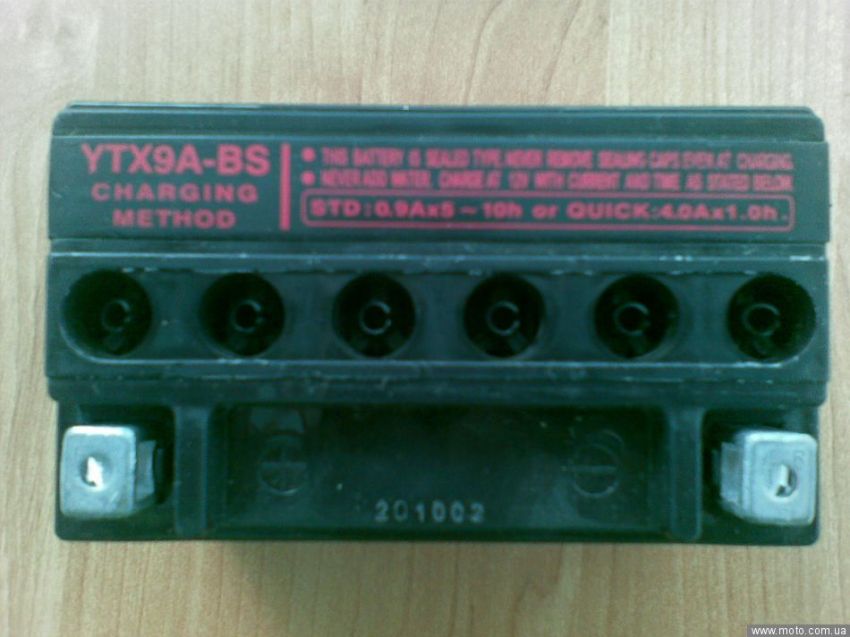 YTX9A-BS
CHARGING
METHOD
● THIS BATTERY IS SEALED TYPE. NEVER REMOVE SEALING CAPS EVER AT CHARGING.
● NEVER ADD WATER. CHARGE AT 12V WITH CURRENT AND TIME AS STATED BELOW.
STD: 0.9Ax5~10h or QUICK: 4.0Ax1.0h.
201002
www.moto.com.ua